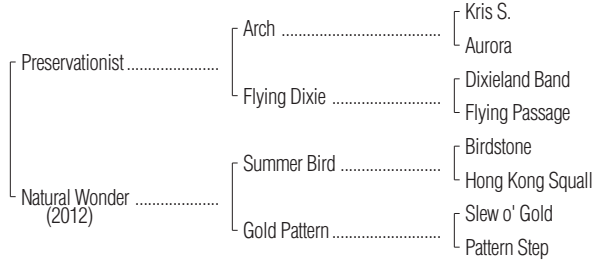 Kris S.
Arch ................................................
Aurora
Preservationist ...........................
Dixieland Band
Flying Dixie ................................
Flying Passage
Birdstone
Summer Bird ..............................
Hong Kong Squall
Natural Wonder ........................
(2012)
Slew o' Gold
Gold Pattern ................................
Pattern Step